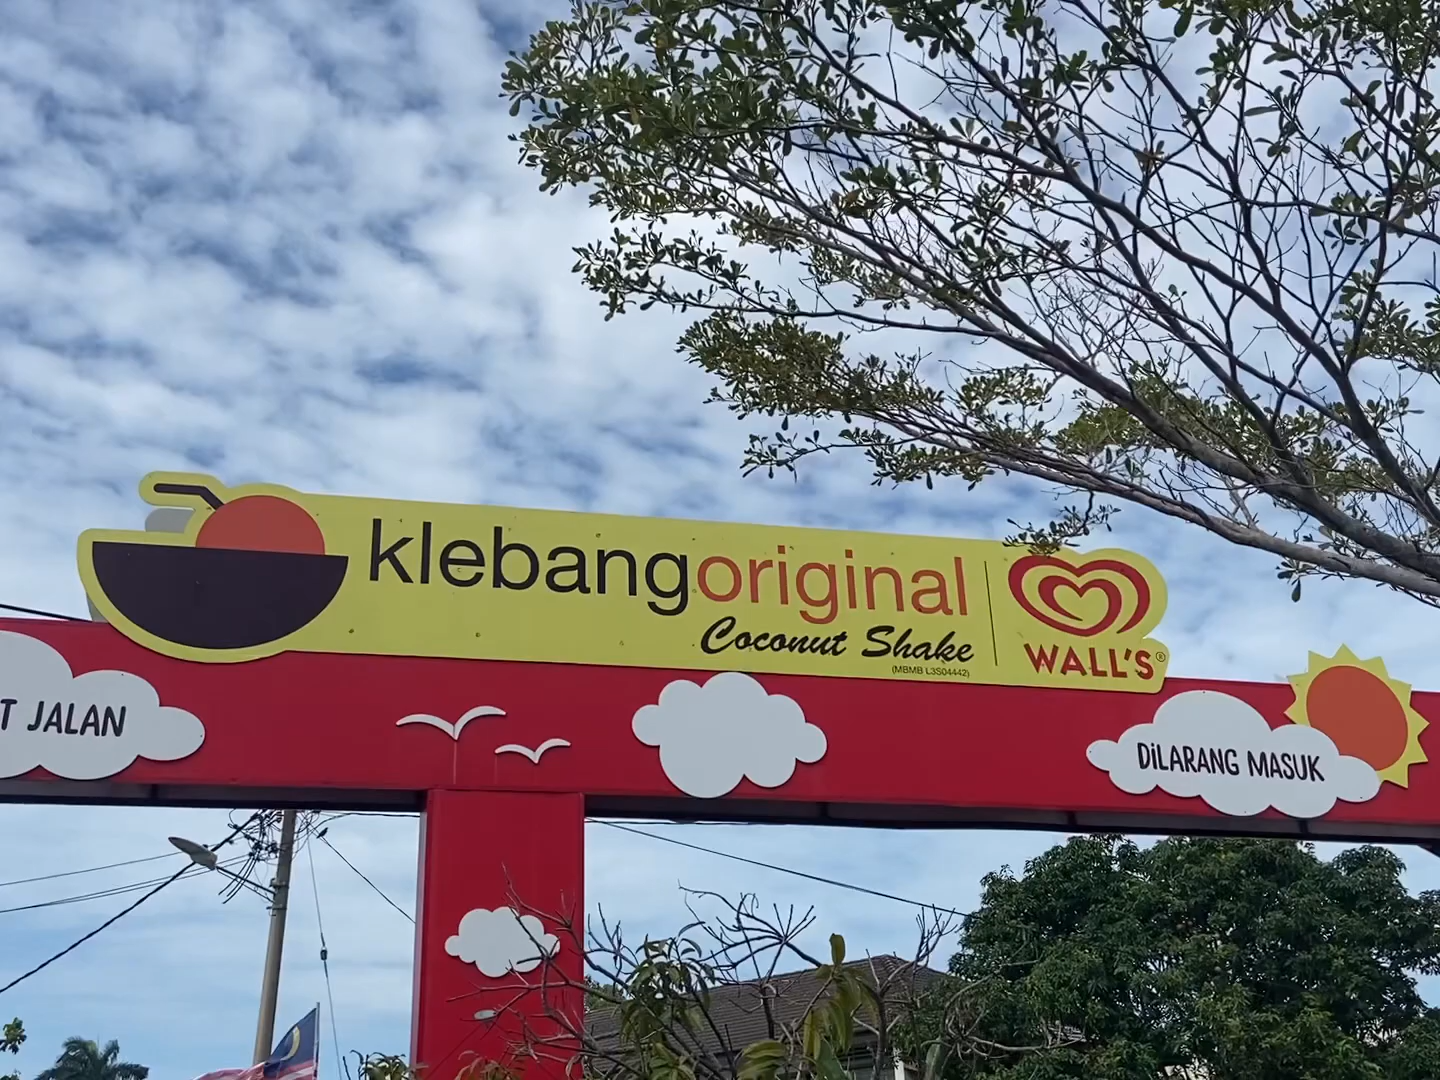 klebangoriginal
Coconut Shake
(MBMB L3S04442)
WALL'S®
T JALAN
DiLARANG MASUK